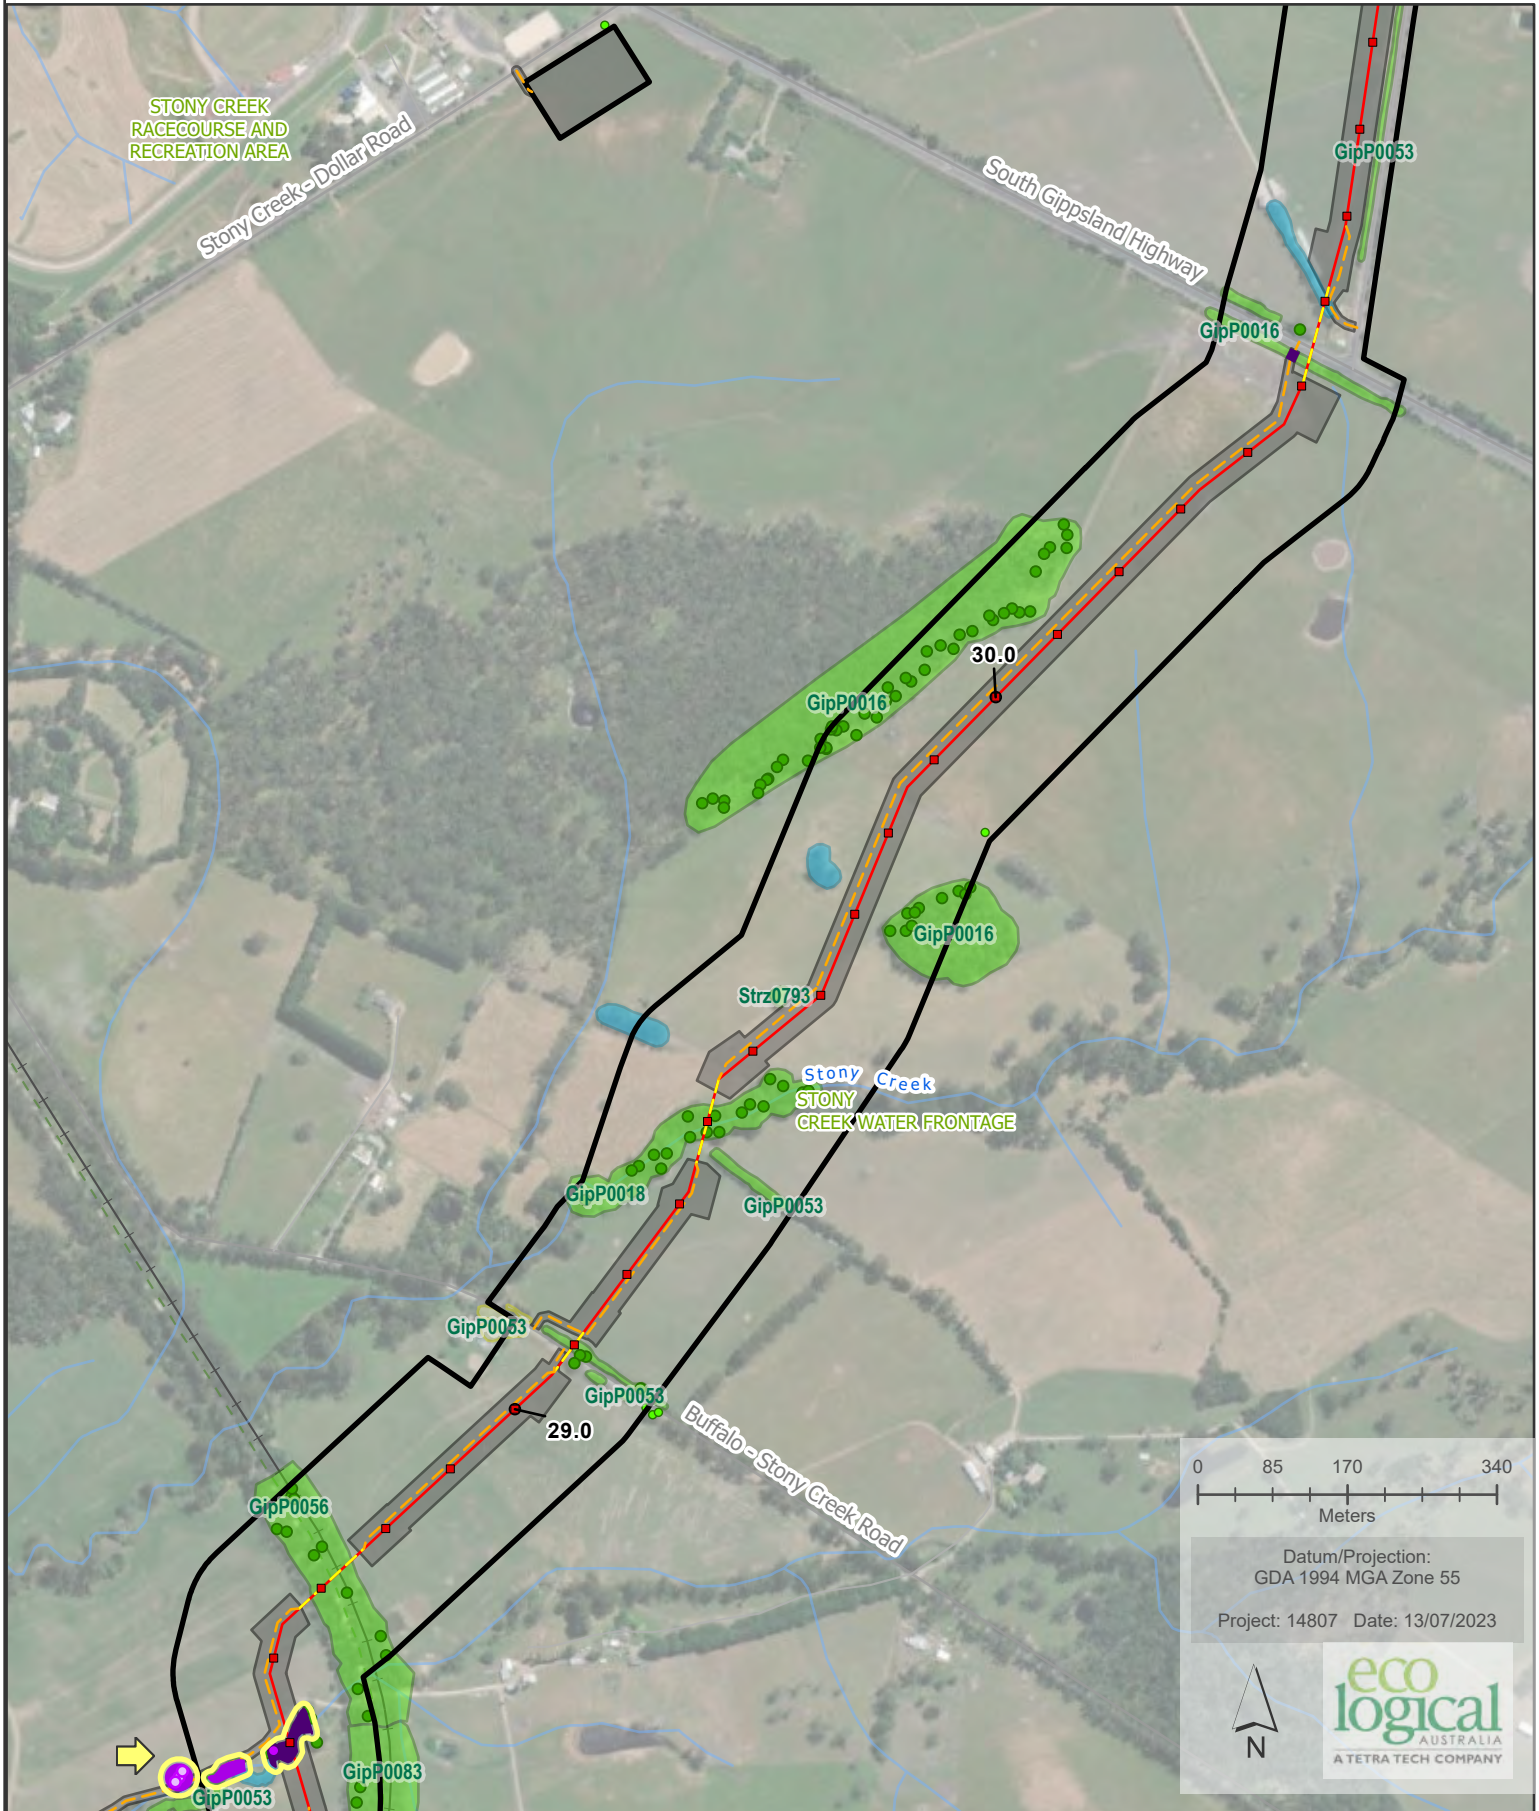 STONY CREEK
RACECOURSE AND
RECREATION AREA
Stony Creek - Dollar Road
South Gippsland Highway
GipP0053
GipP0016
30.0
GipP0016
GipP0016
Strz0793
Stony Creek
STONY
CREEK WATER FRONTAGE
GipP0018
GipP0053
GipP0053
GipP0053
29.0
Buffalo - Stony Creek Road
GipP0056
GipP0083
GipP0053
0 85 170 340
Meters
Datum/Projection:
GDA 1994 MGA Zone 55
Project: 14807 Date: 13/07/2023
N
eco
logical
AUSTRALIA
A TETRA TECH COMPANY